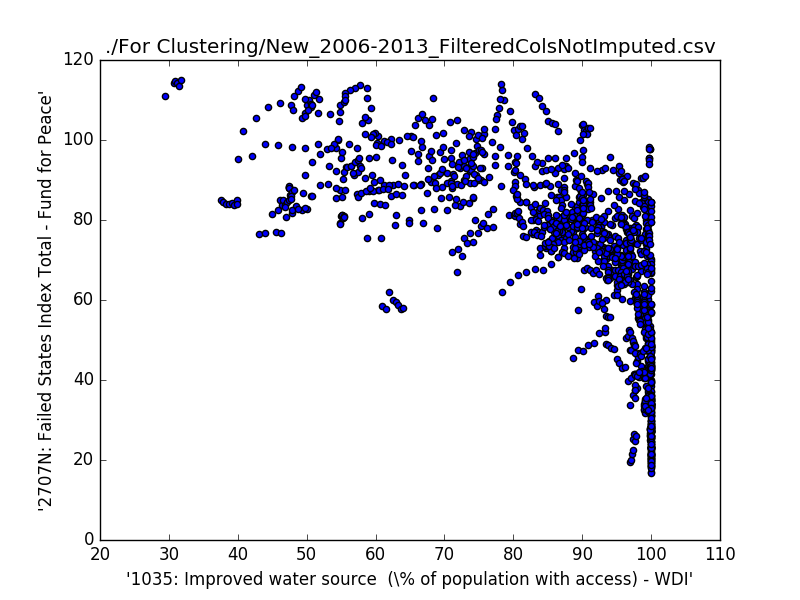 ./For Clustering/New_2006-2013_FilteredColsNotImputed.csv
120
100
80
60
40
20
0
'2707N: Failed States Index Total - Fund for Peace'
20 30 40 50 60 70 80 90 100 110
'1035: Improved water source  (\% of population with access) - WDI'